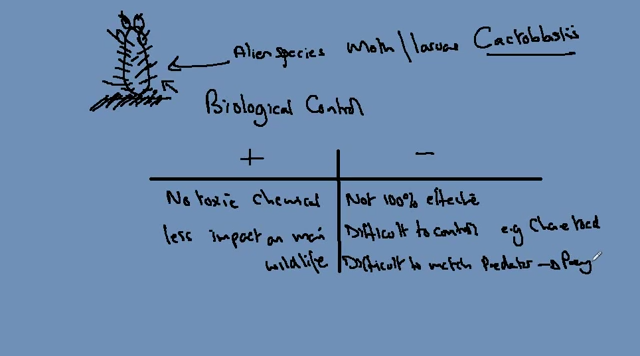 Alien species Moth/larvae Cactoblastis
Biological Control
+ −
No toxic chemical Not 100% effective
less impact on main Difficult to control e.g Cane toad
wildlife Difficult to match Predator → Prey